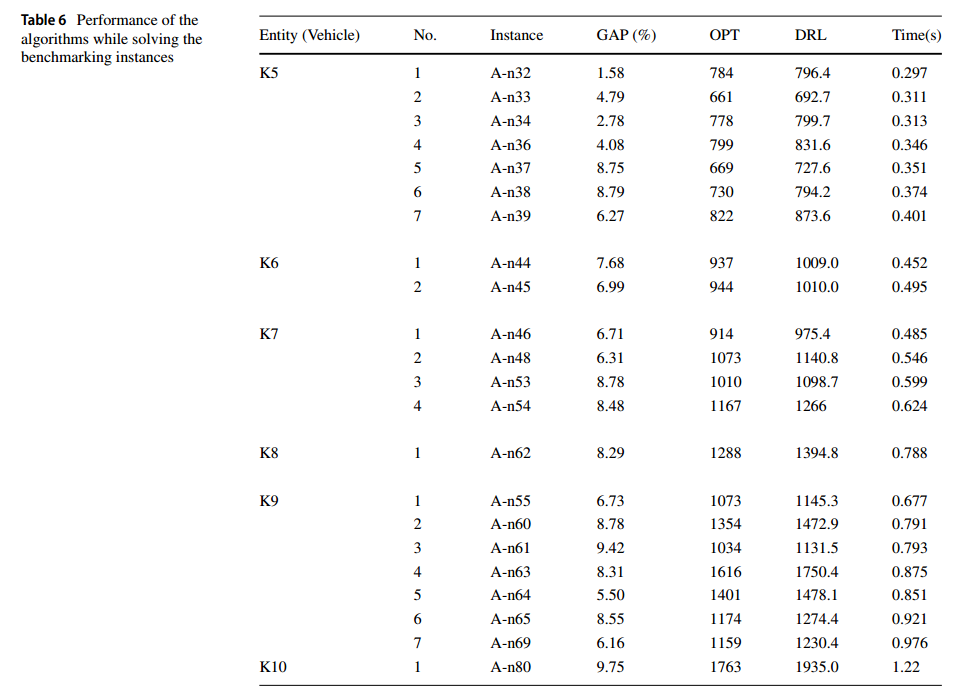 Table 6 Performance of the
algorithms while solving the
benchmarking instances
Entity (Vehicle) No. Instance GAP (%) OPT DRL Time(s)
K5 1 A-n32 1.58 784 796.4 0.297
2 A-n33 4.79 661 692.7 0.311
3 A-n34 2.78 778 799.7 0.313
4 A-n36 4.08 799 831.6 0.346
5 A-n37 8.75 669 727.6 0.351
6 A-n38 8.79 730 794.2 0.374
7 A-n39 6.27 822 873.6 0.401
K6 1 A-n44 7.68 937 1009.0 0.452
2 A-n45 6.99 944 1010.0 0.495
K7 1 A-n46 6.71 914 975.4 0.485
2 A-n48 6.31 1073 1140.8 0.546
3 A-n53 8.78 1010 1098.7 0.599
4 A-n54 8.48 1167 1266 0.624
K8 1 A-n62 8.29 1288 1394.8 0.788
K9 1 A-n55 6.73 1073 1145.3 0.677
2 A-n60 8.78 1354 1472.9 0.791
3 A-n61 9.42 1034 1131.5 0.793
4 A-n63 8.31 1616 1750.4 0.875
5 A-n64 5.50 1401 1478.1 0.851
6 A-n65 8.55 1174 1274.4 0.921
7 A-n69 6.16 1159 1230.4 0.976
K10 1 A-n80 9.75 1763 1935.0 1.22